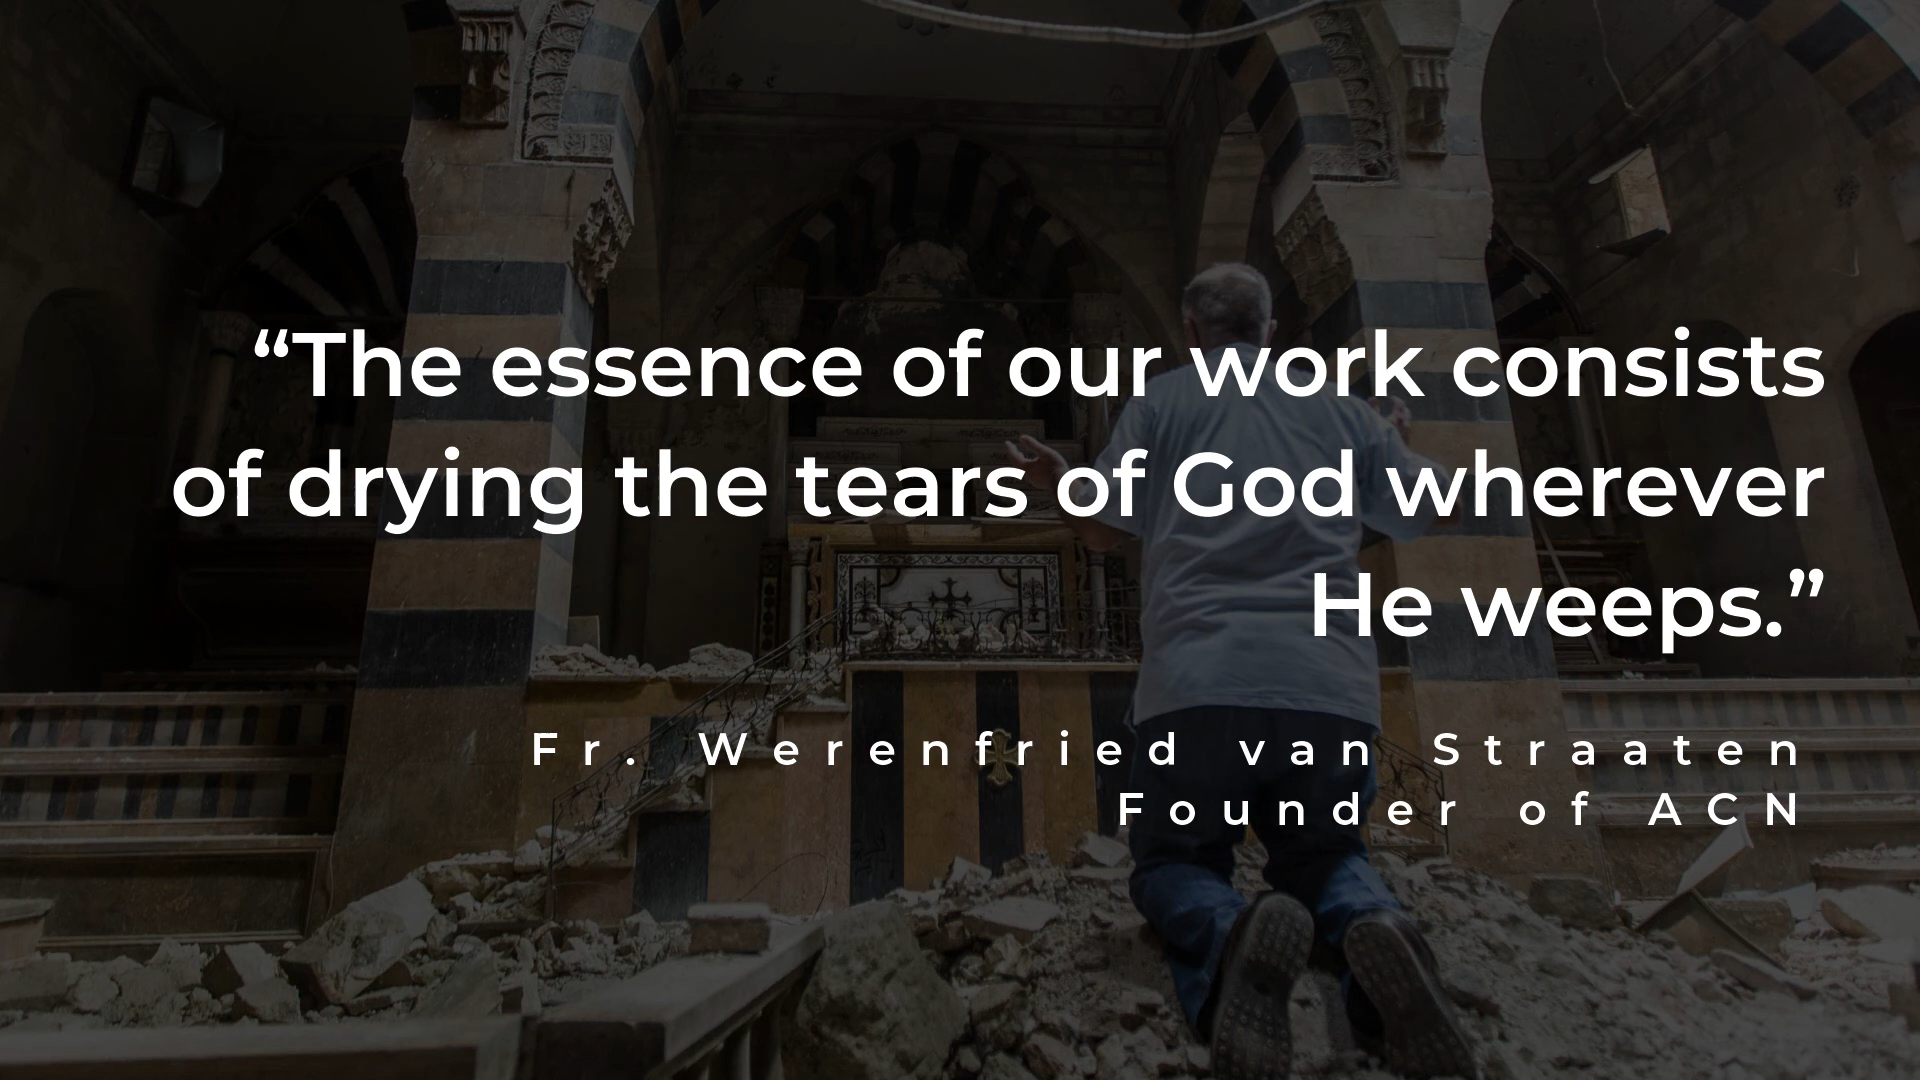 “The essence of our work consists
of drying the tears of God wherever
He weeps.”
Fr. Werenfried van Straaten
Founder of ACN